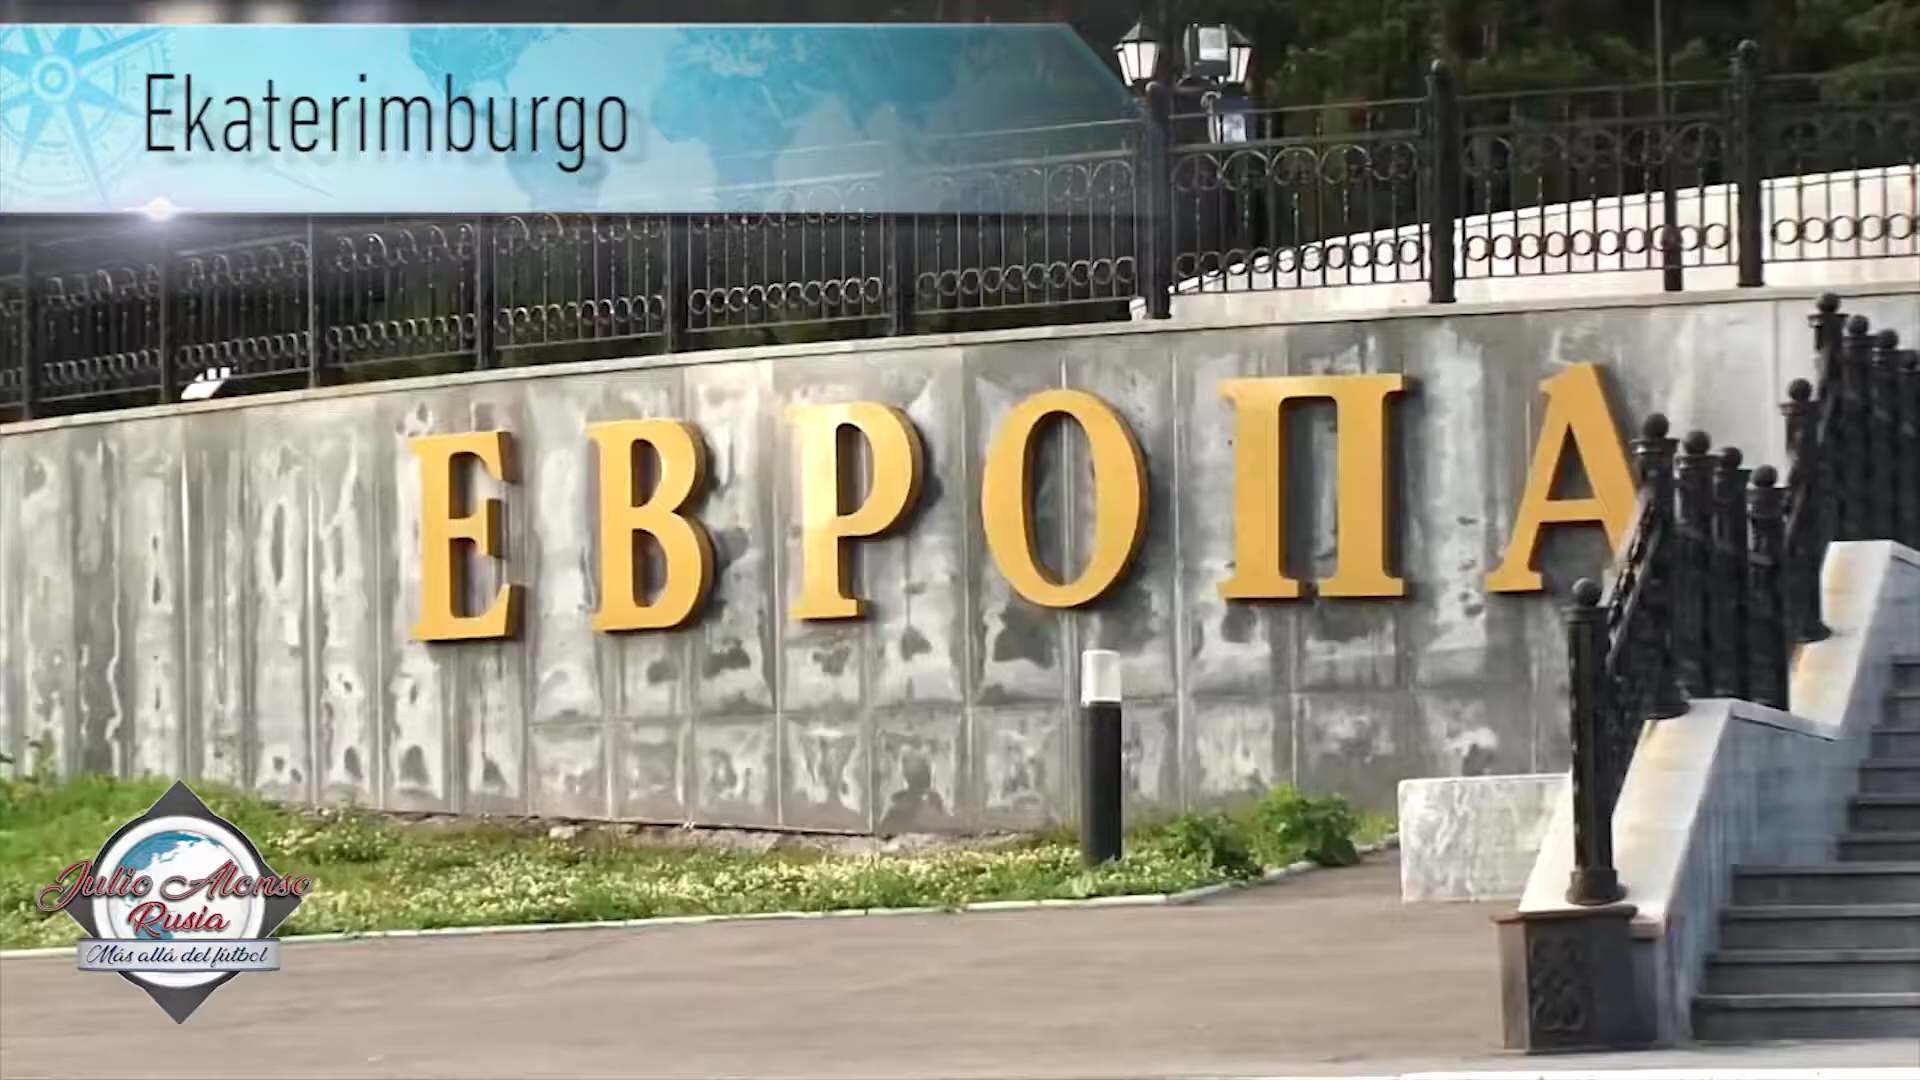 Ekaterimburgo
ЕВРОПА
Julio Alonso
Rusia
Más allá del fútbol